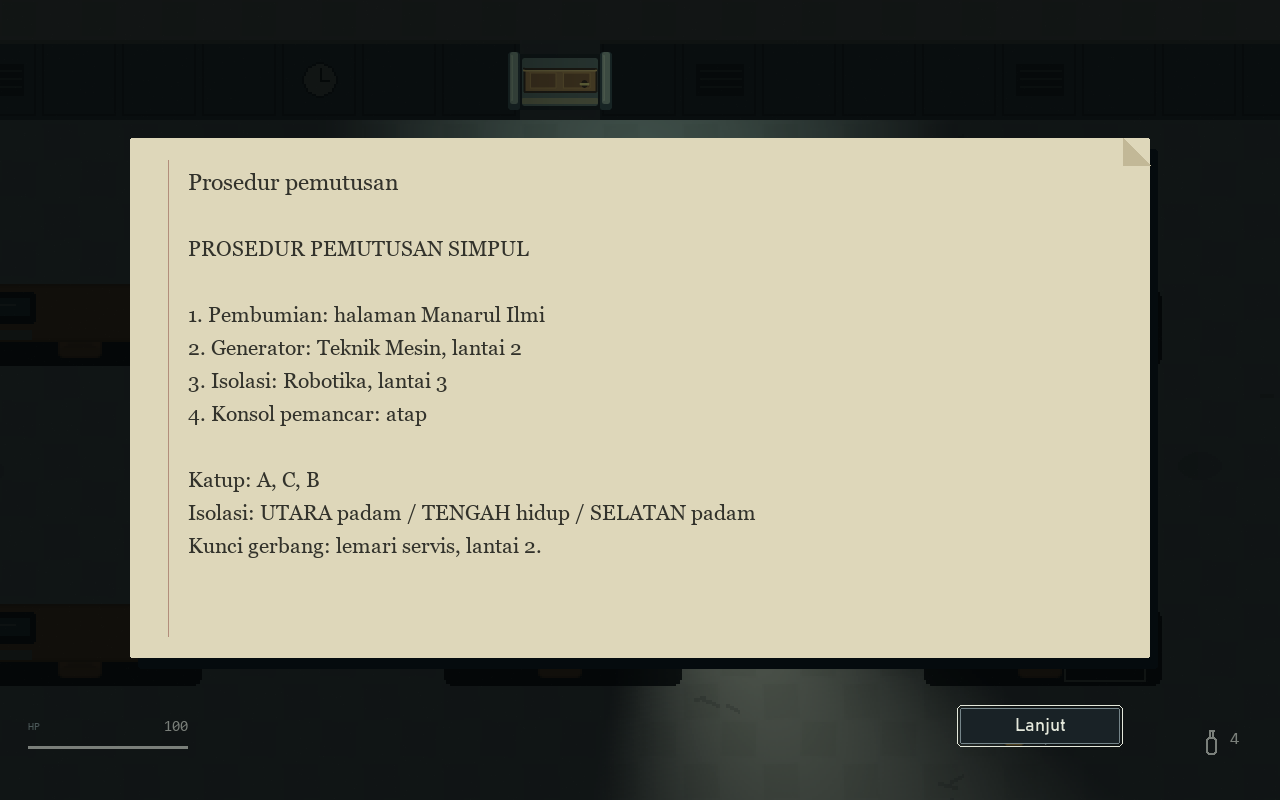 Prosedur pemutusan
PROSEDUR PEMUTUSAN SIMPUL
1. Pembumian: halaman Manarul Ilmi
2. Generator: Teknik Mesin, lantai 2
3. Isolasi: Robotika, lantai 3
4. Konsol pemancar: atap
Katup: A, C, B
Isolasi: UTARA padam / TENGAH hidup / SELATAN padam
Kunci gerbang: lemari servis, lantai 2.
Lanjut
HP 100
4